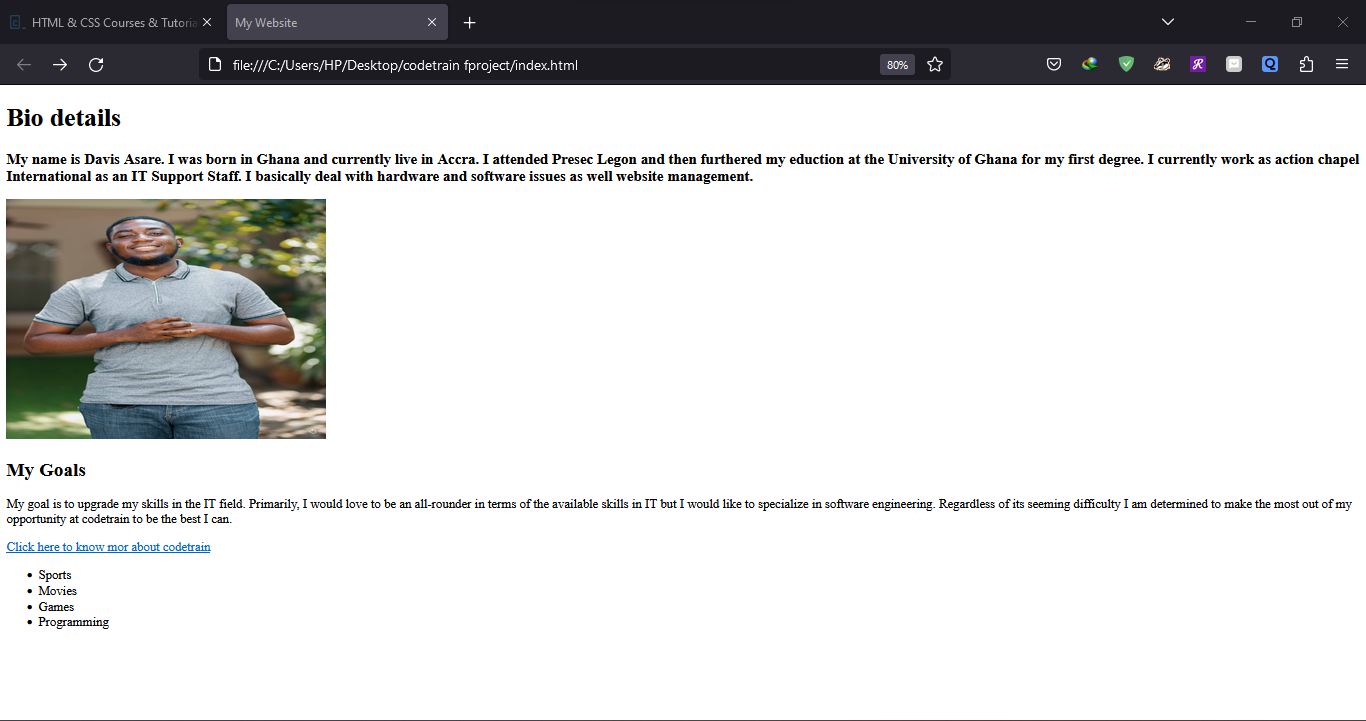 HTML & CSS Courses & Tutoria
My Website
file:///C:/Users/HP/Desktop/codetrain fproject/index.html
80%
Bio details
My name is Davis Asare. I was born in Ghana and currently live in Accra. I attended Presec Legon and then furthered my eduction at the University of Ghana for my first degree. I currently work as action chapel
International as an IT Support Staff. I basically deal with hardware and software issues as well website management.
My Goals
My goal is to upgrade my skills in the IT field. Primarily, I would love to be an all-rounder in terms of the available skills in IT but I would like to specialize in software engineering. Regardless of its seeming difficulty I am determined to make the most out of my
opportunity at codetrain to be the best I can.
Click here to know mor about codetrain
• Sports
• Movies
• Games
• Programming